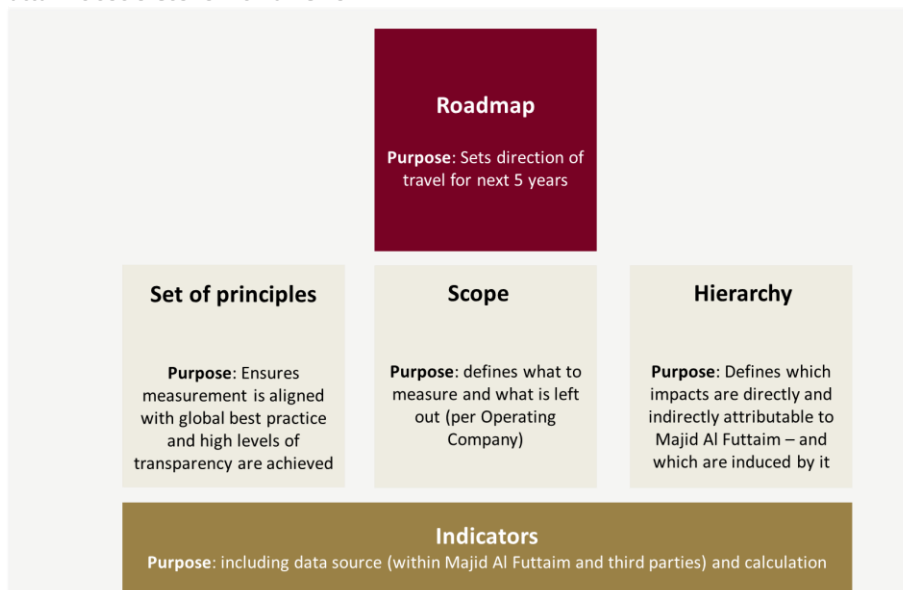 Roadmap
Purpose: Sets direction of
travel for next 5 years
Set of principles
Purpose: Ensures
measurement is aligned
with global best practice
and high levels of
transparency are achieved
Scope
Purpose: defines what to
measure and what is left
out (per Operating
Company)
Hierarchy
Purpose: Defines which
impacts are directly and
indirectly attributable to
Majid Al Futtaim – and
which are induced by it
Indicators
Purpose: including data source (within Majid Al Futtaim and third parties) and calculation